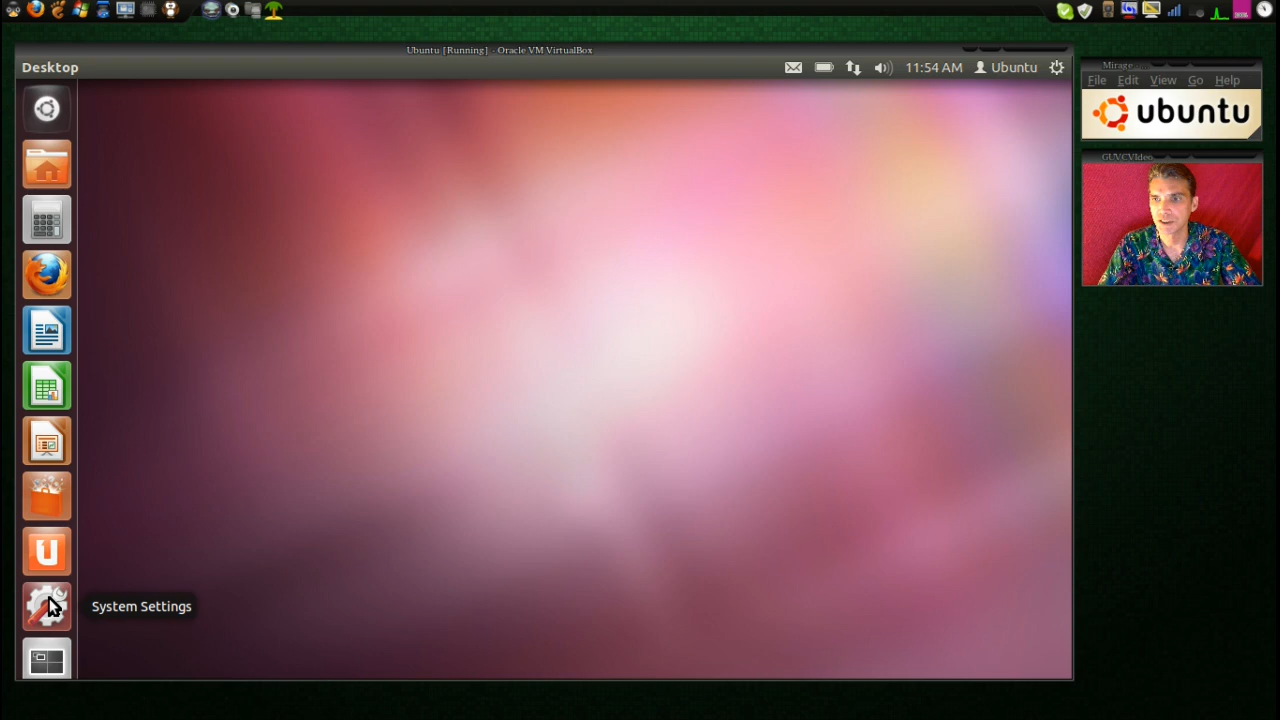 Ubuntu [Running] - Oracle VM VirtualBox
Desktop
11:54 AM
Ubuntu
System Settings
Mirage
File Edit View Go Help
ubuntu
GUVCVideo